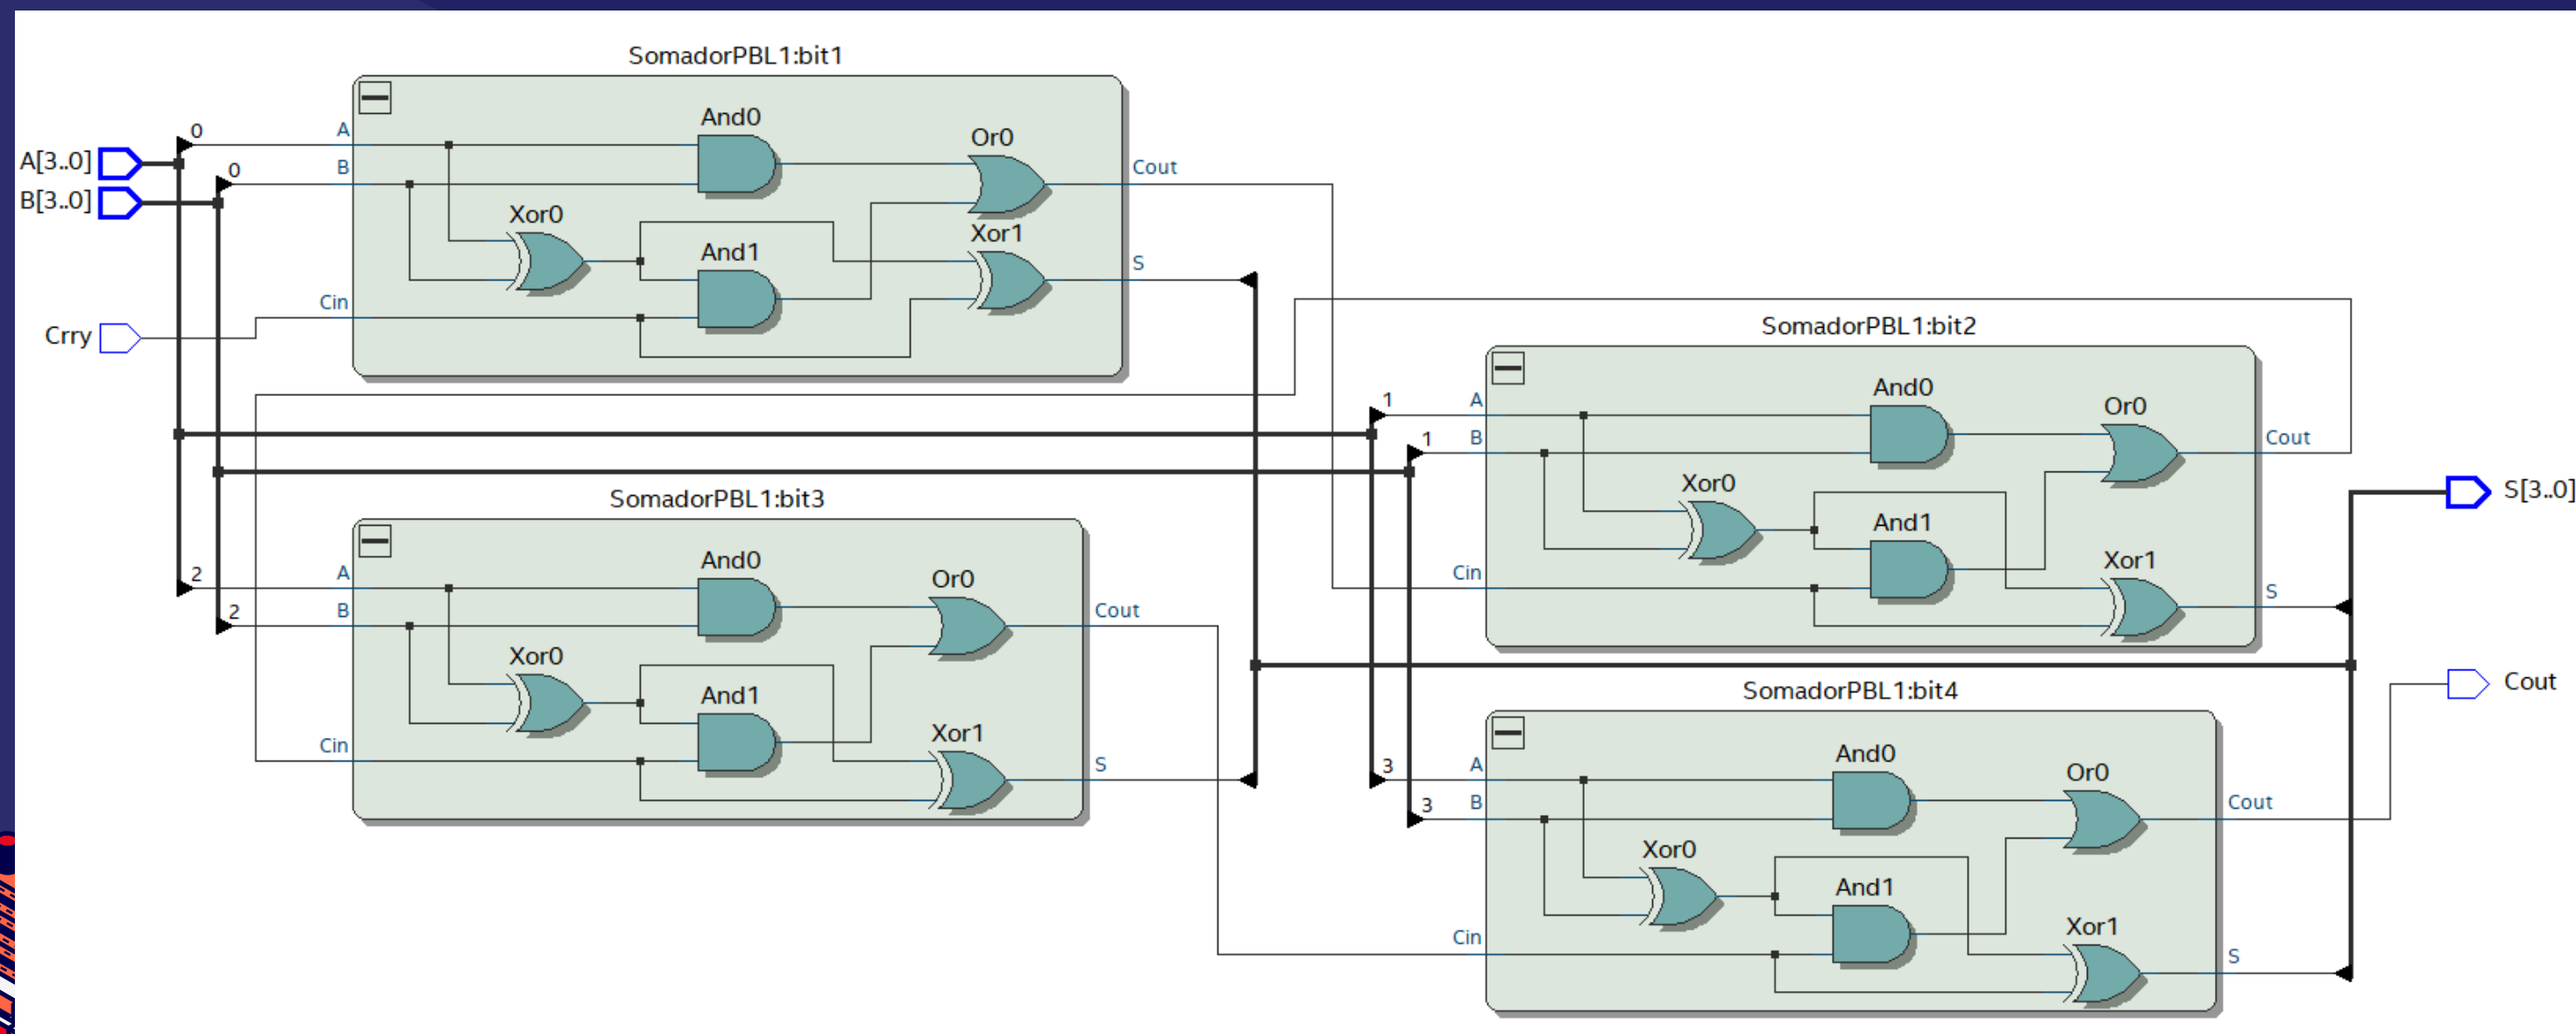 SomadorPBL1:bit1
A[3..0]
B[3..0]
Crry
0
0
A
B
Cin
And0
Or0
Xor0
And1
Xor1
Cout
S
SomadorPBL1:bit2
1
1
A
B
Cin
And0
Or0
Xor0
And1
Xor1
Cout
S
SomadorPBL1:bit3
2
2
A
B
Cin
And0
Or0
Xor0
And1
Xor1
Cout
S
SomadorPBL1:bit4
3
3
A
B
Cin
And0
Or0
Xor0
And1
Xor1
Cout
S
S[3..0]
Cout